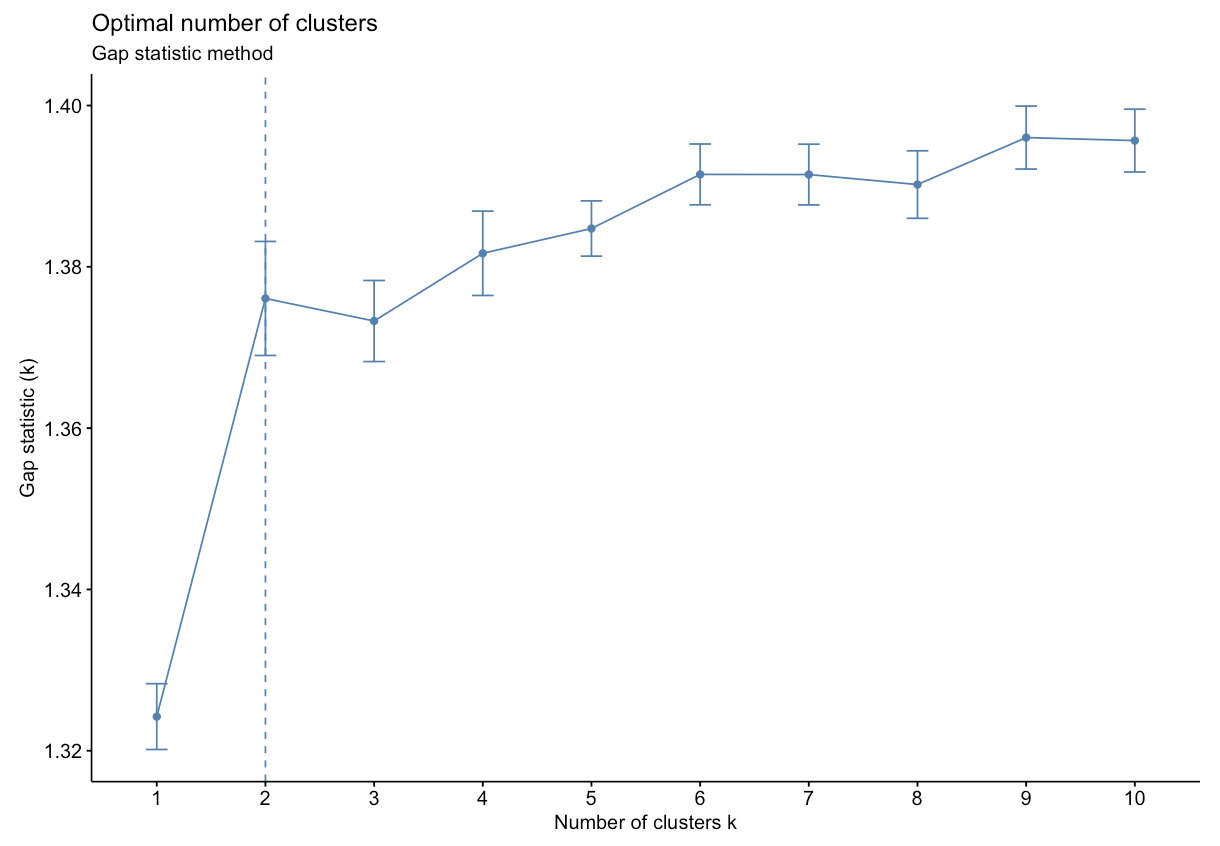 Optimal number of clusters
Gap statistic method
Gap statistic (k)
1.40
1.38
1.36
1.34
1.32
1 2 3 4 5 6 7 8 9 10
Number of clusters k